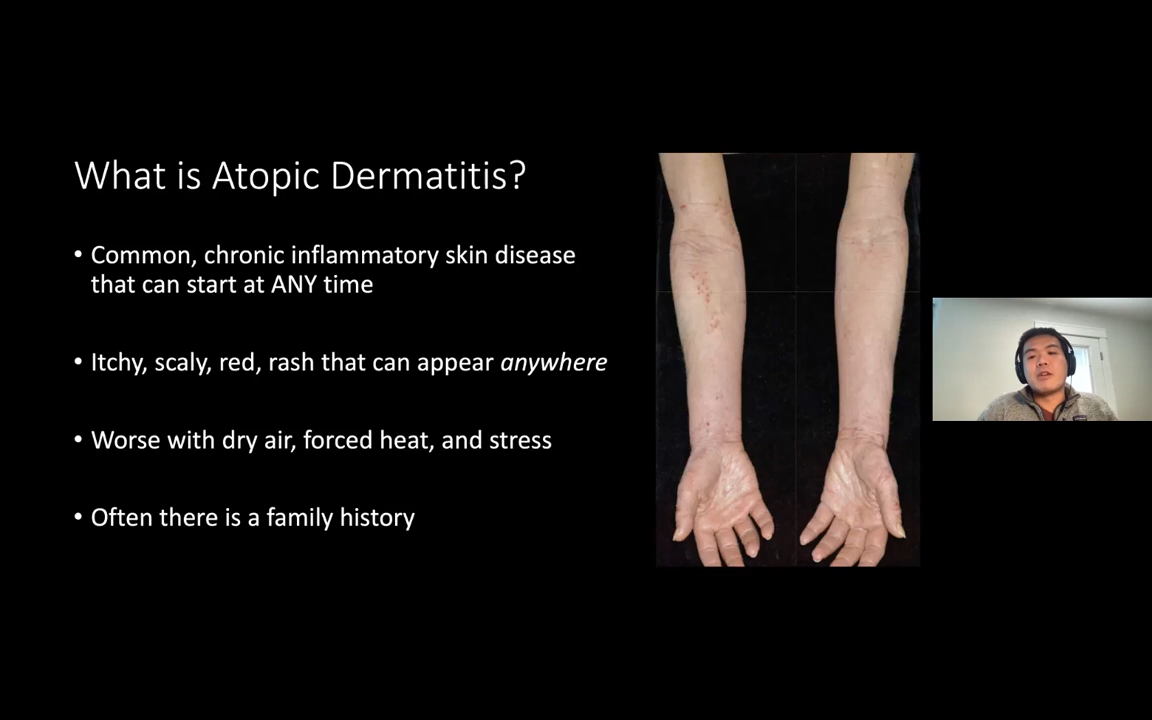 What is Atopic Dermatitis?
• Common, chronic inflammatory skin disease
that can start at ANY time
• Itchy, scaly, red, rash that can appear anywhere
• Worse with dry air, forced heat, and stress
• Often there is a family history